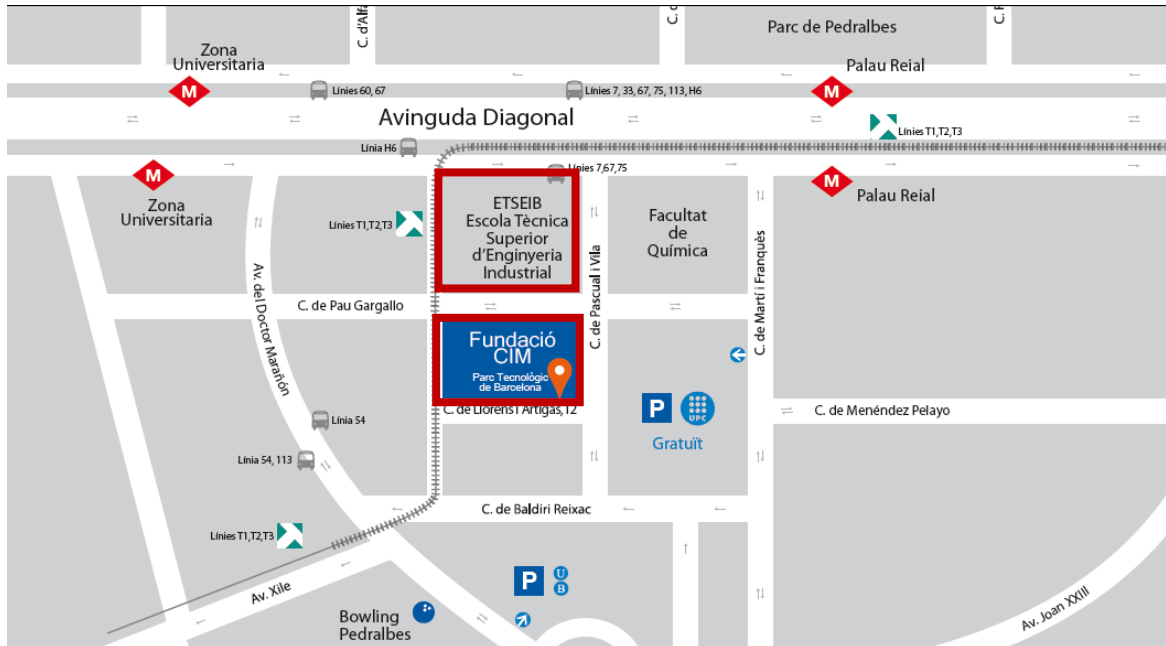 C. d'Alfa
C. d
C. F
Parc de Pedralbes
Zona
Universitaria
Palau Reial
M
M
Línies 60, 67
Línies 7, 33, 67, 75, 113, H6
Avinguda Diagonal
Línies T1,T2,T3
Línia H6
Línies 7,67,75
M
M
Zona
Universitaria
Palau Reial
ETSEIB
Escola Tècnica
Superior
d'Enginyeria
Industrial
Facultat
de
Química
Línies T1,T2,T3
C. de Pascual i Vila
C. de Martí i Franquès
Av. del Doctor Marañón
C. de Pau Gargallo
Fundació
CIM
Parc Tecnològic
de Barcelona
C. de Llorens i Artigas,12
P
UPC
Gratuït
C. de Menéndez Pelayo
Línia 54
Línia 54, 113
C. de Baldiri Reixac
Línies T1,T2,T3
P
U
B
Av. Xile
Bowling
Pedralbes
Av. Joan XXIII